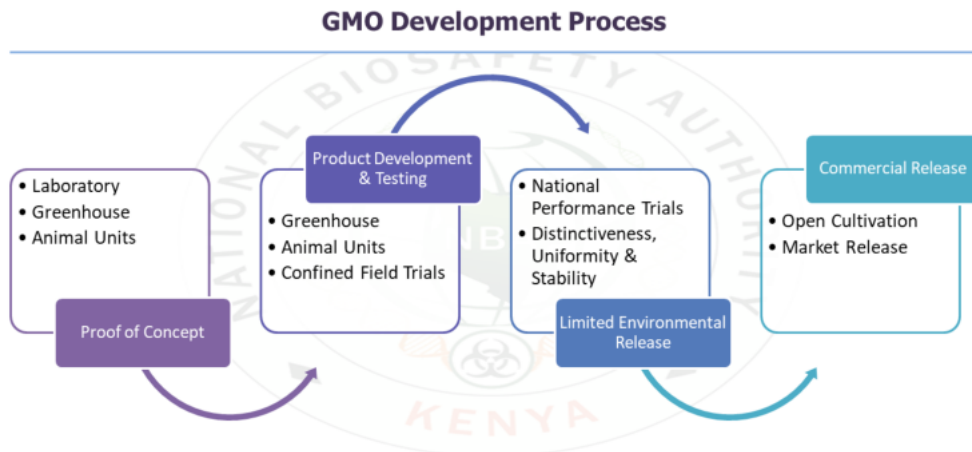 GMO Development Process
• Laboratory
• Greenhouse
• Animal Units
Proof of Concept
Product Development
& Testing
• Greenhouse
• Animal Units
• Confined Field Trials
• National
Performance Trials
• Distinctiveness,
Uniformity &
Stability
Limited Environmental
Release
Commercial Release
• Open Cultivation
• Market Release
NATIONAL BIOSAFETY AUTHORITY
NB
KENYA